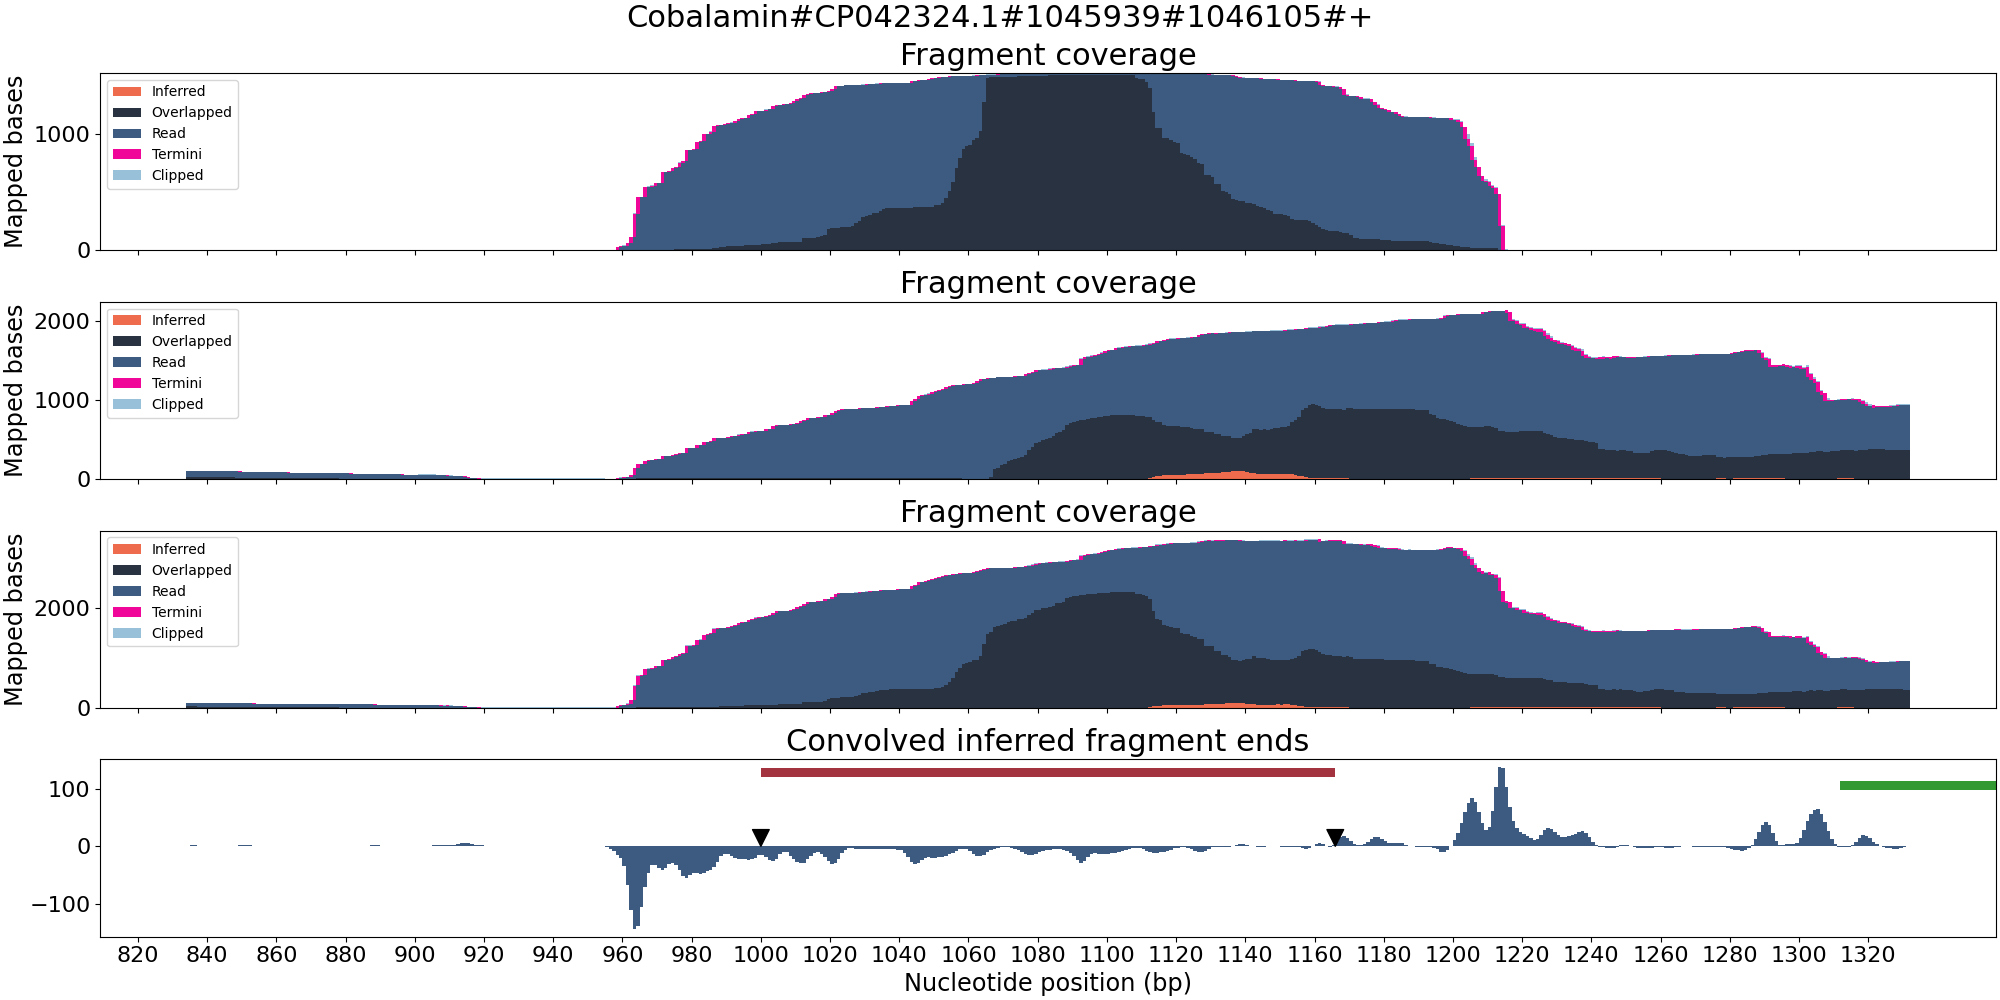 Cobalamin#CP042324.1#1045939#1046105#+
Fragment coverage
Mapped bases
1000
0
Inferred
Overlapped
Read
Termini
Clipped
Fragment coverage
Mapped bases
2000
1000
0
Inferred
Overlapped
Read
Termini
Clipped
Fragment coverage
Mapped bases
2000
0
Inferred
Overlapped
Read
Termini
Clipped
Convolved inferred fragment ends
100
0
−100
820 840 860 880 900 920 940 960 980 1000 1020 1040 1060 1080 1100 1120 1140 1160 1180 1200 1220 1240 1260 1280 1300 1320
Nucleotide position (bp)